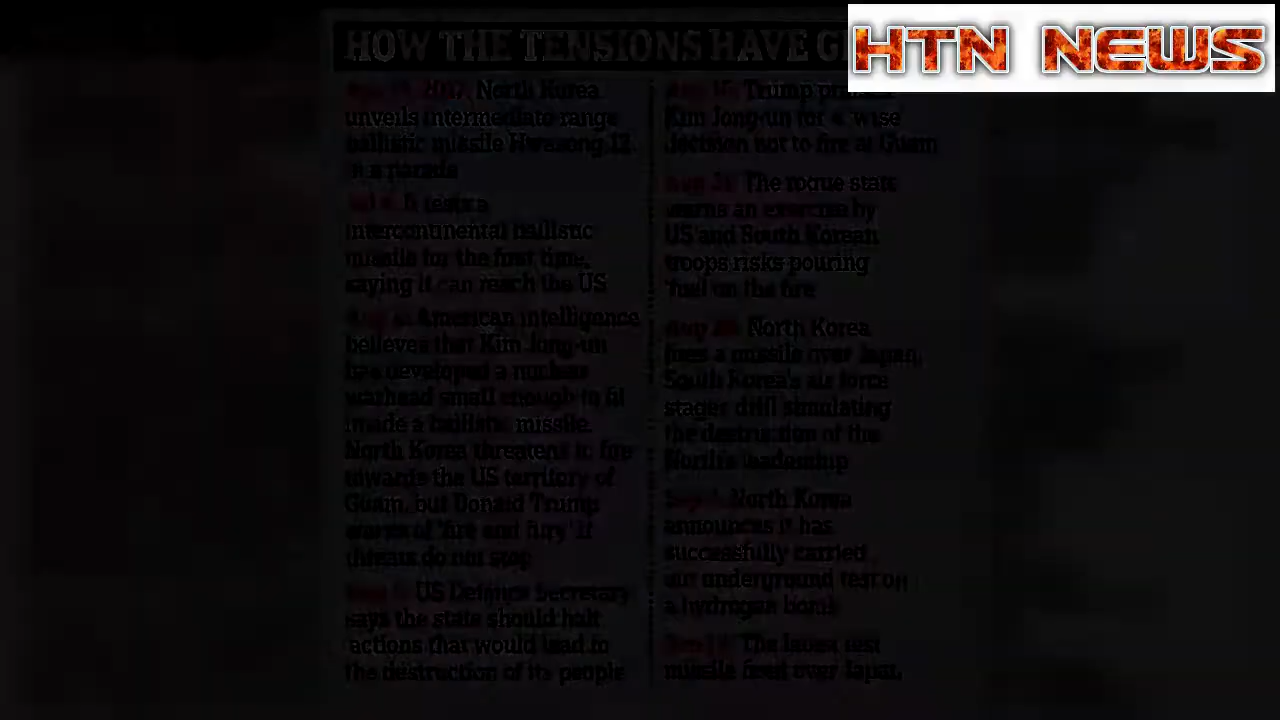 HTN NEWS
HOW THE TENSIONS HAVE
North Korea
unveils intermediate range
ballistic missile Hwasong 12
in a parade
It tests a
intercontinental ballistic
missile for the first time,
saying it can reach the US
American intelligence
believes that Kim Jong-un
has developed a nuclear
warhead small enough to fit
inside a ballistic missile.
North Korea threatens to fire
towards the US territory of
Guam, but Donald Trump
warns of 'fire and fury' if
threats do not stop
US Defence Secretary
says the state should halt
actions that would lead to
the destruction of its people
Trump
Kim Jong-un for a 'wise'
decision not to fire at Guam
The rogue state
warns an exercise by
US and South Korean
troops risks pouring
'fuel on the fire
North Korea
fires a missile over Japan,
South Korea's air force
stages drill simulating
the destruction of the
North's leadership
North Korea
announces it has
successfully carried
out underground test on
a hydrogen bomb
The latest test
missile fired over Japan,